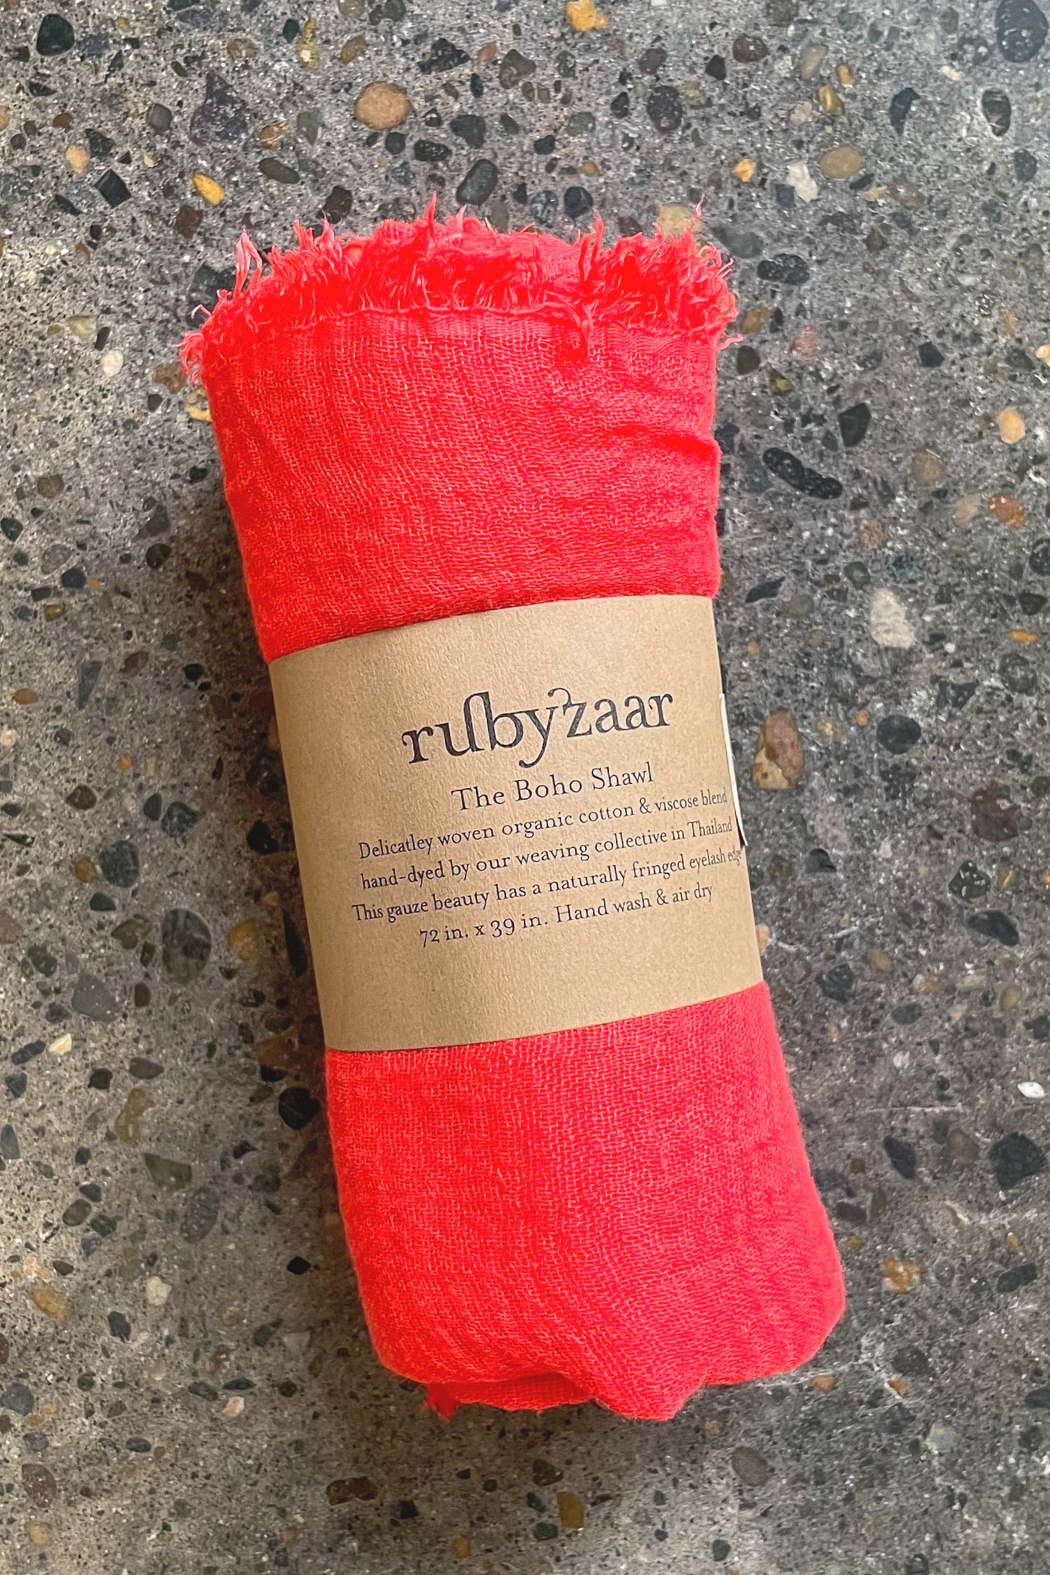 rubyzaar
The Boho Shawl
Delicatley woven organic cotton & viscose blend
hand-dyed by our weaving collective in Thailand
This gauze beauty has a naturally fringed eyelash edge
72 in. x 39 in. Hand wash & air dry